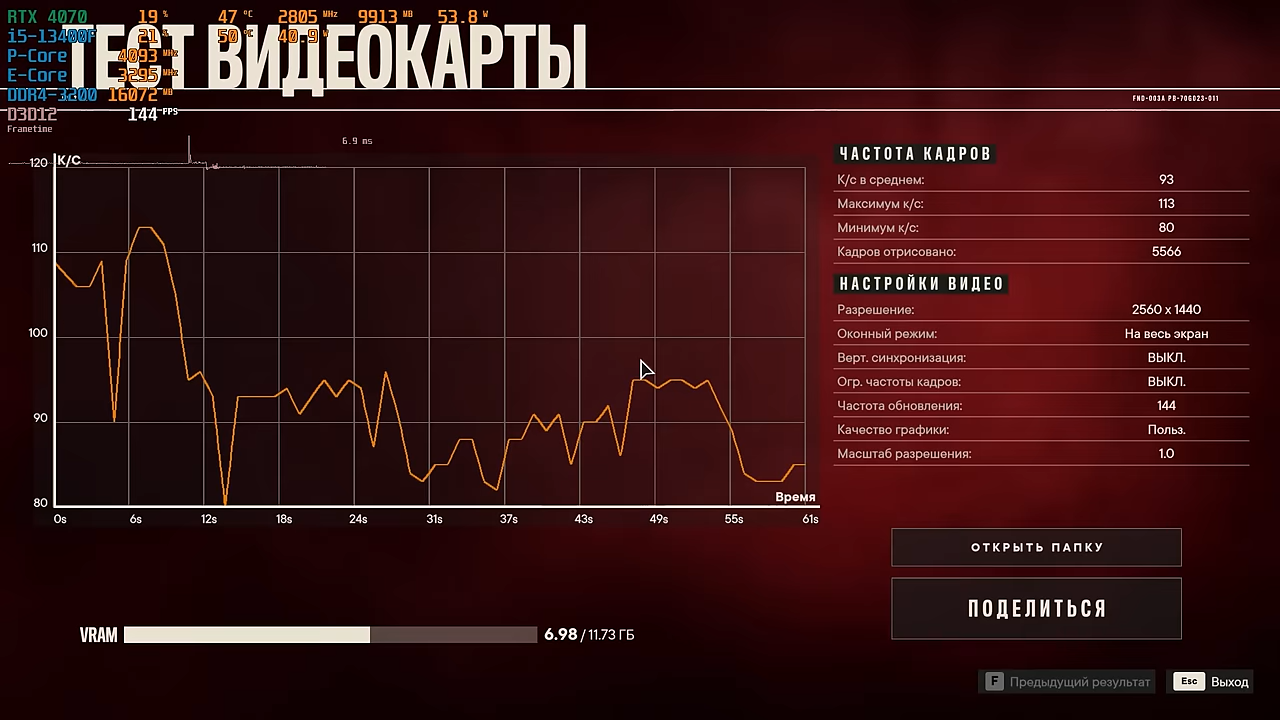 RTX 4070 19 % 47 °C 2805 MHz 9913 MB 53.8 W
i5-13400F 21 % 50 °C 40.9 W
P-Core 4093 MHz
E-Core 3295 MHz
DDR4-3200 16072 MB
D3D12 144 FPS
Frametime
6.9 ms
ТЕСТ ВИДЕОКАРТЫ
FND-003A PB-70G023-011
К/С
120
110
100
90
80
0s 6s 12s 18s 24s 31s 37s 43s 49s 55s 61s
Время
ЧАСТОТА КАДРОВ
К/с в среднем: 93
Максимум к/с: 113
Минимум к/с: 80
Кадров отрисовано: 5566
НАСТРОЙКИ ВИДЕО
Разрешение: 2560 x 1440
Оконный режим: На весь экран
Верт. синхронизация: ВЫКЛ.
Огр. частоты кадров: ВЫКЛ.
Частота обновления: 144
Качество графики: Польз.
Масштаб разрешения: 1.0
ОТКРЫТЬ ПАПКУ
ПОДЕЛИТЬСЯ
VRAM 6.98 / 11.73 ГБ
F Предыдущий результат
Esc Выход